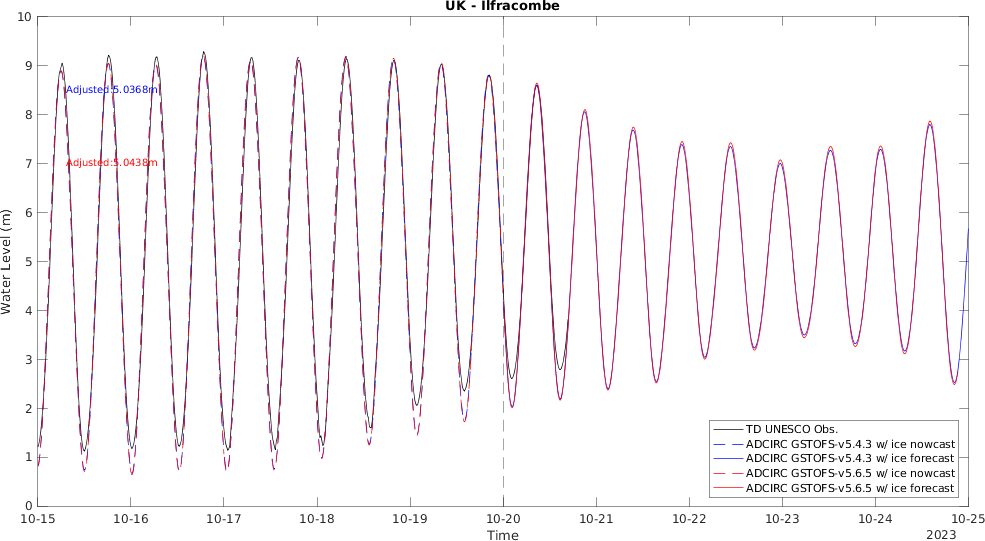 UK - Ilfracombe
10
9
8
7
6
5
4
3
2
1
0
Water Level (m)
Adjusted:5.0368m
Adjusted:5.0438m
TD UNESCO Obs.
ADCIRC GSTOFS-v5.4.3 w/ ice nowcast
ADCIRC GSTOFS-v5.4.3 w/ ice forecast
ADCIRC GSTOFS-v5.6.5 w/ ice nowcast
ADCIRC GSTOFS-v5.6.5 w/ ice forecast
10-15 10-16 10-17 10-18 10-19 10-20 10-21 10-22 10-23 10-24 10-25
Time
2023